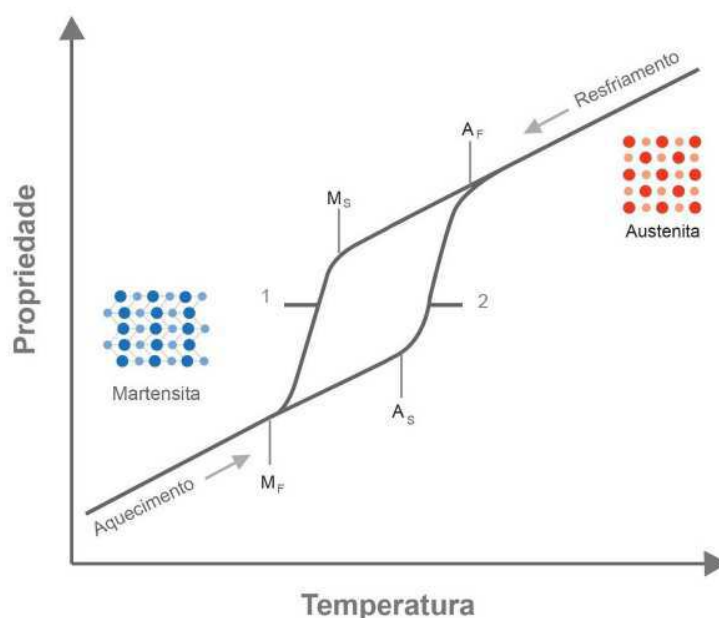 Resfriamento
A_F
M_S
Austenita
1
2
Martensita
A_S
Aquecimento
M_F
Propriedade
Temperatura